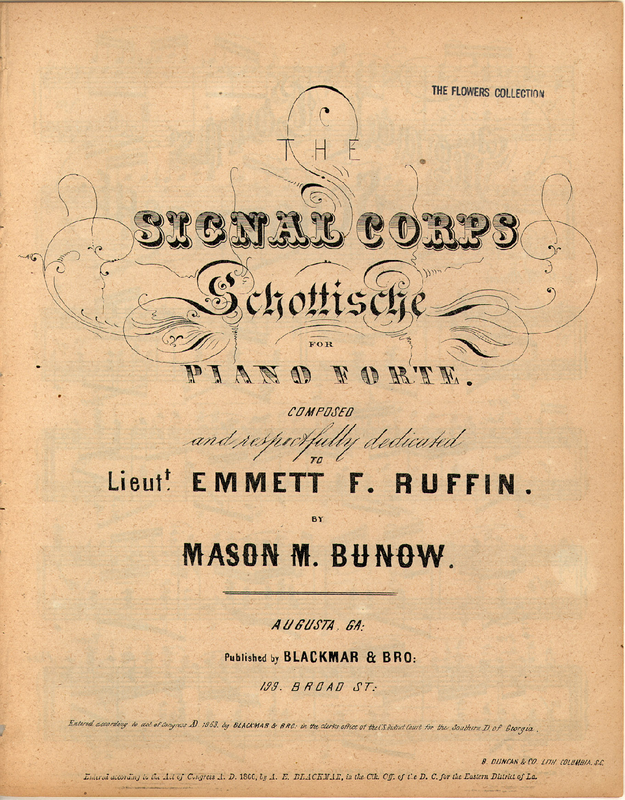 THE FLOWERS COLLECTION
THE
SIGNAL CORPS
Schottische
FOR
PIANO FORTE.
COMPOSED
and respectfully dedicated
TO
Lieut.t EMMETT F. RUFFIN.
BY
MASON M. BUNOW.
AUGUSTA, GA:
Published by BLACKMAR & BRO:
199. BROAD ST:
Entered according to act of Congress AD. 1863. by BLACKMAR & BRO: in the clerks office of the C.S. district Court for the Southern D. of Georgia.
B. DUNCAN & CO. LITH COLUMBIA, S.C.
Entered according to the Act of Congress A. D. 1860, by A. E. BLACKMAR, in the Clk. Off. of the D. C. for the Eastern District of La.